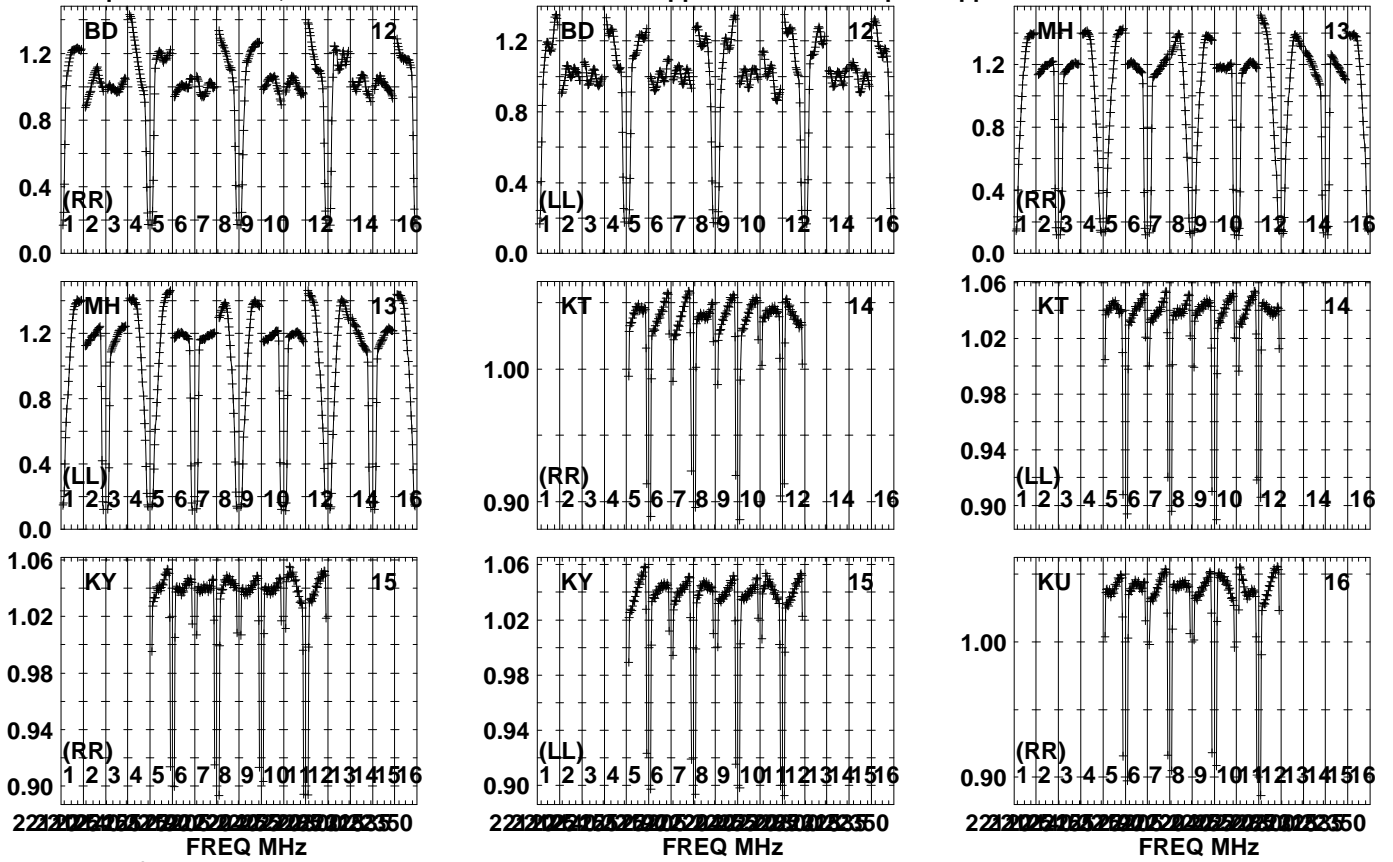 BD 12
1.2
0.8
0.4
0.0
(RR)
1 2 3 4 5 6 7 8 9 10 12 14 16
BD 12
1.2
0.8
0.4
0.0
(LL)
1 2 3 4 5 6 7 8 9 10 12 14 16
MH 13
1.2
0.8
0.4
0.0
(RR)
1 2 3 4 5 6 7 8 9 10 12 14 16
MH 13
1.2
0.8
0.4
0.0
(LL)
1 2 3 4 5 6 7 8 9 10 12 14 16
KT 14
1.00
0.90
(RR)
1 2 3 4 5 6 7 8 9 10 12 14 16
KT 14
1.06
1.02
0.98
0.94
0.90
(LL)
1 2 3 4 5 6 7 8 9 10 12 14 16
KY 15
1.06
1.02
0.98
0.94
0.90
(RR)
1 2 3 4 5 6 7 8 9 10 11 12 13 14 15 16
FREQ MHz
KY 15
1.06
1.02
0.98
0.94
0.90
(LL)
1 2 3 4 5 6 7 8 9 10 11 12 13 14 15 16
FREQ MHz
KU 16
1.00
0.90
(RR)
1 2 3 4 5 6 7 8 9 10 11 12 13 14 15 16
FREQ MHz